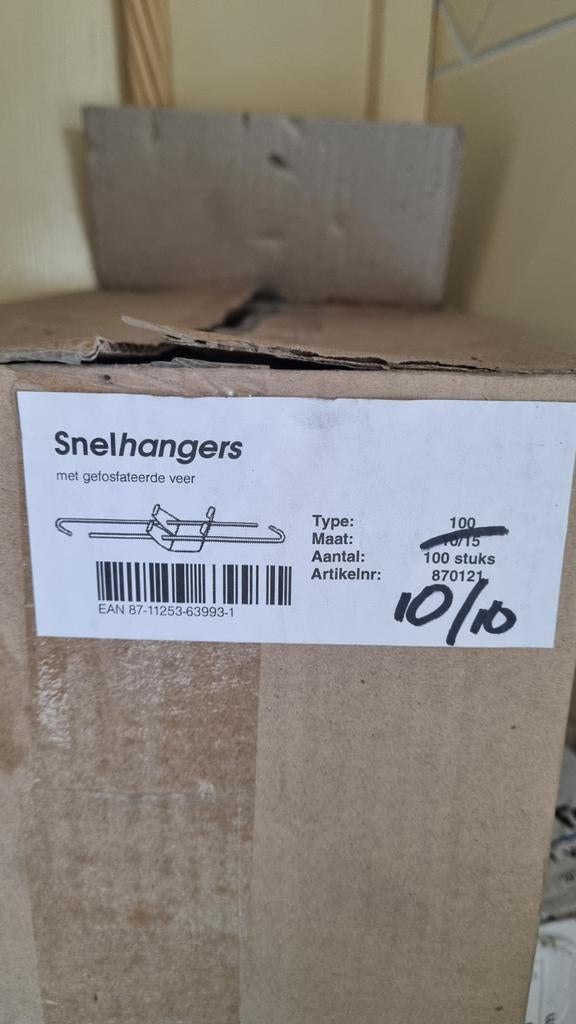 Snelhangers
met gefosfateerde veer
Type: 100
Maat: 10/15
Aantal: 100 stuks
Artikelnr: 870121
EAN 87-11253-63993-1
10/10